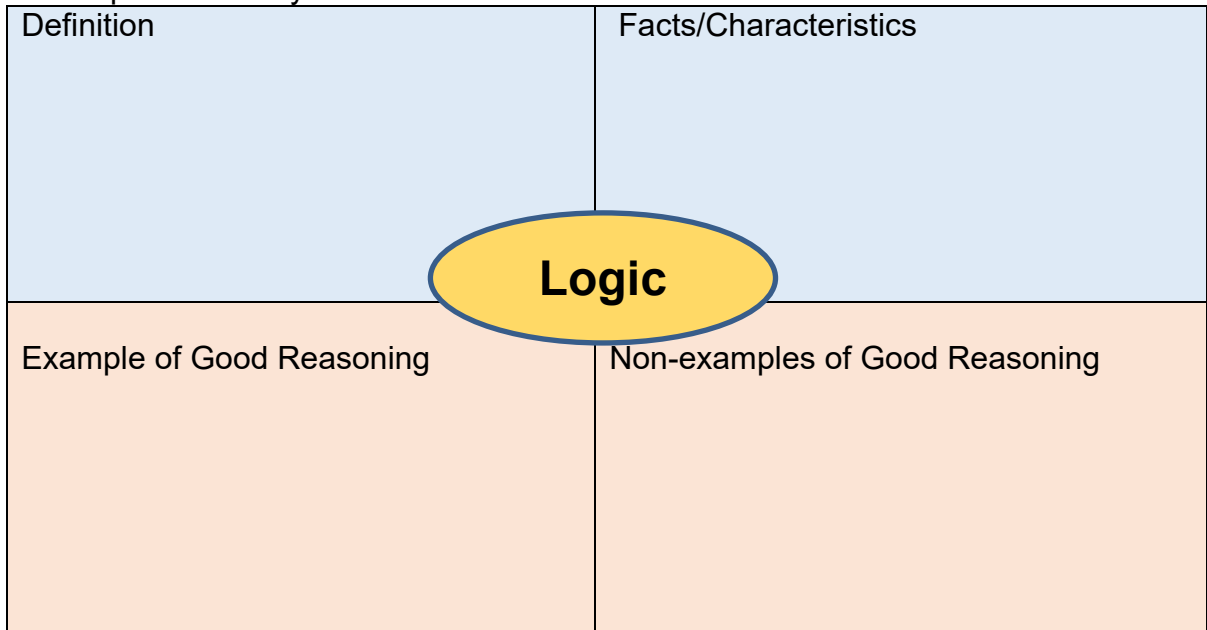 Definition
Facts/Characteristics
Logic
Example of Good Reasoning
Non-examples of Good Reasoning